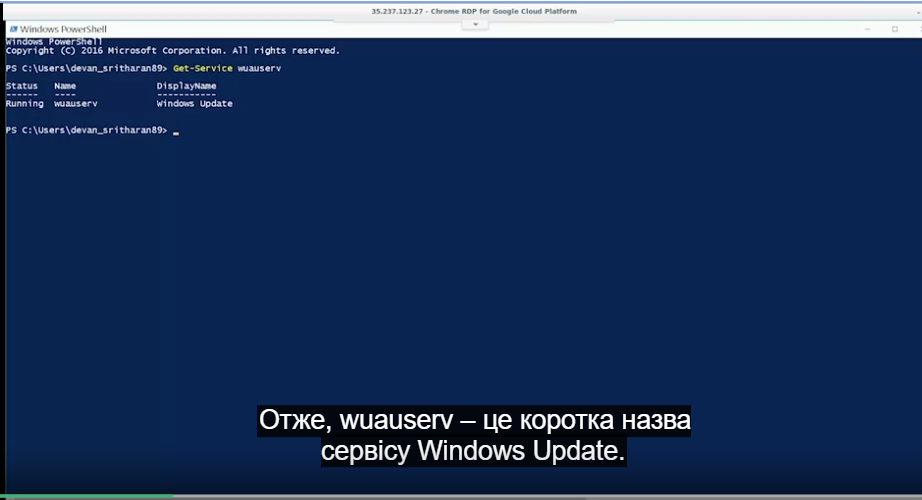 35.237.123.27 - Chrome RDP for Google Cloud Platform
Windows PowerShell
Windows PowerShell
Copyright (C) 2016 Microsoft Corporation. All rights reserved.
PS C:\Users\devan_sritharan89> Get-Service wuauserv
Status Name DisplayName
------ ---- -----------
Running wuauserv Windows Update
PS C:\Users\devan_sritharan89> _
Отже, wuauserv – це коротка назва
сервісу Windows Update.